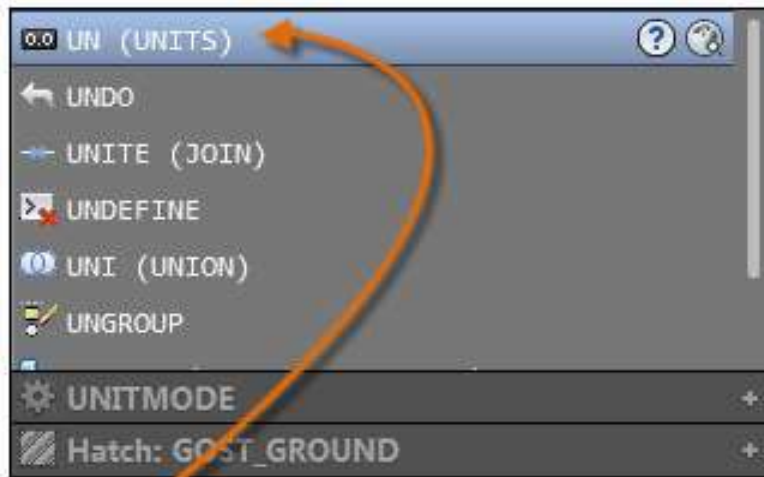 0.0 UN (UNITS)
UNDO
UNITE (JOIN)
UNDEFINE
UNI (UNION)
UNGROUP
UNITMODE +
Hatch: GOST_GROUND +